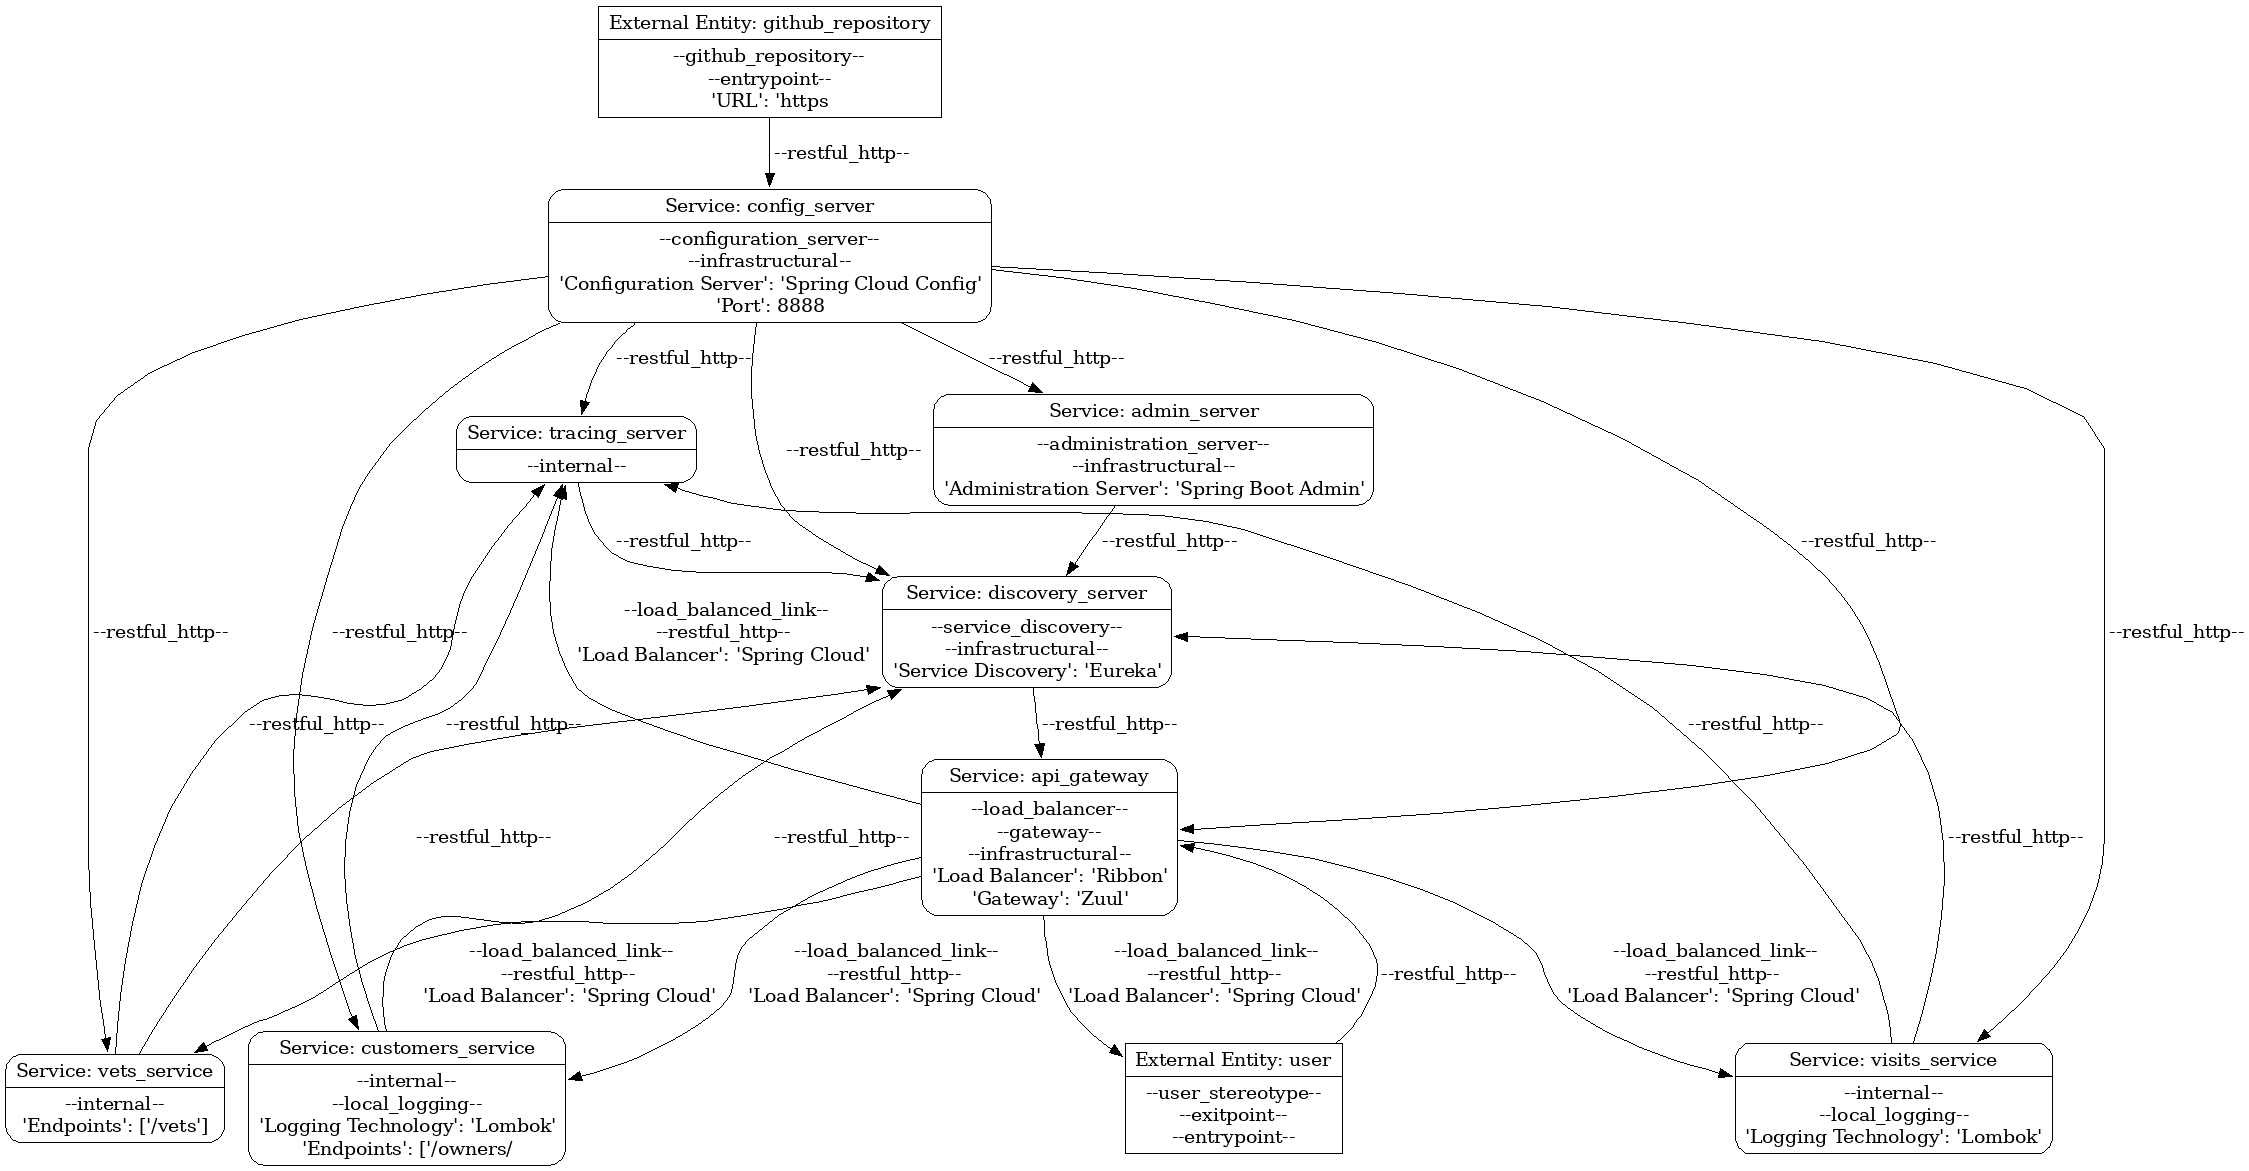 External Entity: github_repository
--github_repository--
--entrypoint--
'URL': 'https
--restful_http--
Service: config_server
--configuration_server--
--infrastructural--
'Configuration Server': 'Spring Cloud Config'
'Port': 8888
--restful_http--
--restful_http--
Service: tracing_server
--internal--
--restful_http--
Service: admin_server
--administration_server--
--infrastructural--
'Administration Server': 'Spring Boot Admin'
--restful_http--
--restful_http--
--restful_http--
--restful_http--
--restful_http--
--load_balanced_link--
--restful_http--
'Load Balancer': 'Spring Cloud'
Service: discovery_server
--service_discovery--
--infrastructural--
'Service Discovery': 'Eureka'
--restful_http--
--restful_http--
--restful_http--
--restful_http--
--restful_http--
Service: api_gateway
--load_balancer--
--gateway--
--infrastructural--
'Load Balancer': 'Ribbon'
'Gateway': 'Zuul'
--restful_http--
--restful_http--
--restful_http--
--load_balanced_link--
--restful_http--
'Load Balancer': 'Spring Cloud'
--load_balanced_link--
--restful_http--
'Load Balancer': 'Spring Cloud'
--load_balanced_link--
--restful_http--
'Load Balancer': 'Spring Cloud'
--restful_http--
--load_balanced_link--
--restful_http--
'Load Balancer': 'Spring Cloud'
Service: vets_service
--internal--
'Endpoints': ['/vets']
Service: customers_service
--internal--
--local_logging--
'Logging Technology': 'Lombok'
'Endpoints': ['/owners/
External Entity: user
--user_stereotype--
--exitpoint--
--entrypoint--
Service: visits_service
--internal--
--local_logging--
'Logging Technology': 'Lombok'